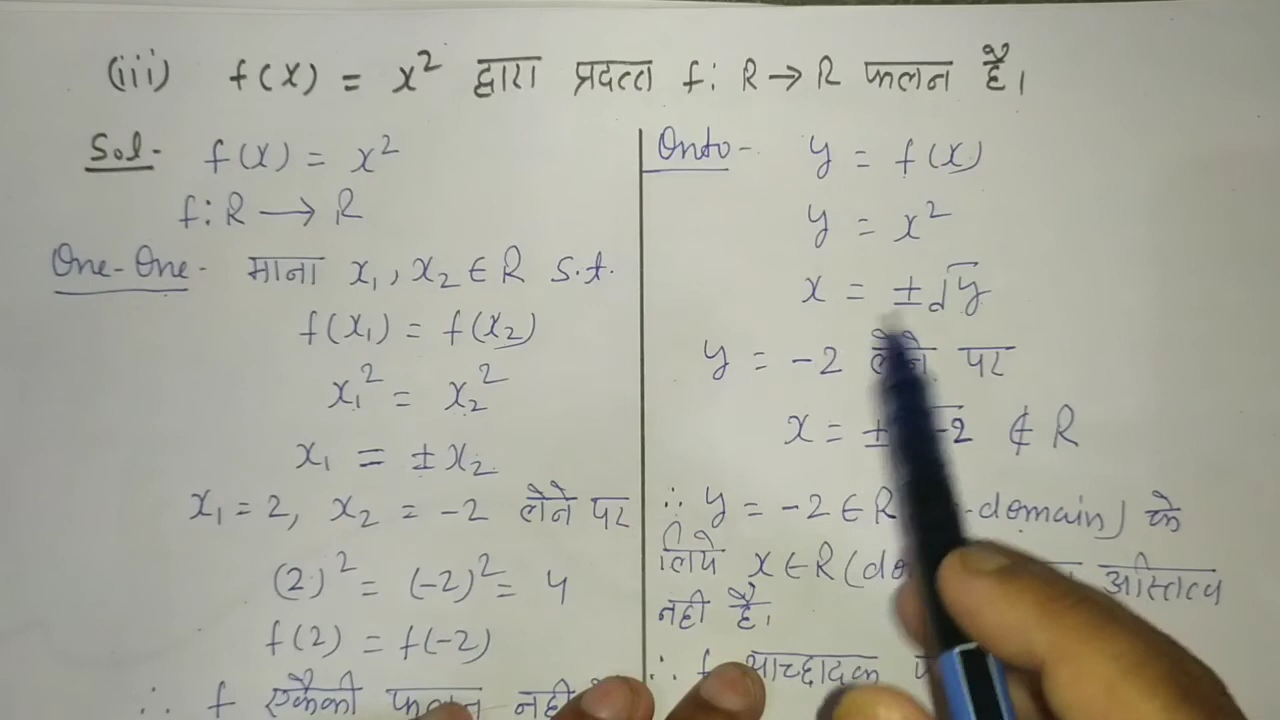 (iii) f(x) = x² द्वारा प्रदत्त f: R → R फलन है।
Sol- f(x) = x²
f: R → R
One-One- माना x₁, x₂ ∈ R s.t.
f(x₁) = f(x₂)
x₁² = x₂²
x₁ = ±x₂
x₁ = 2, x₂ = -2 लेने पर
(2)² = (-2)² = 4
f(2) = f(-2)
∴ f एकैकी फलन नही
Onto- y = f(x)
y = x²
x = ±√y
y = -2 लेने पर
x = ± -2 ∉ R
∵ y = -2 ∈ R -domain) के
लिये x ∈ R (do अस्तित्व
नही है।
∴ f आच्छादक